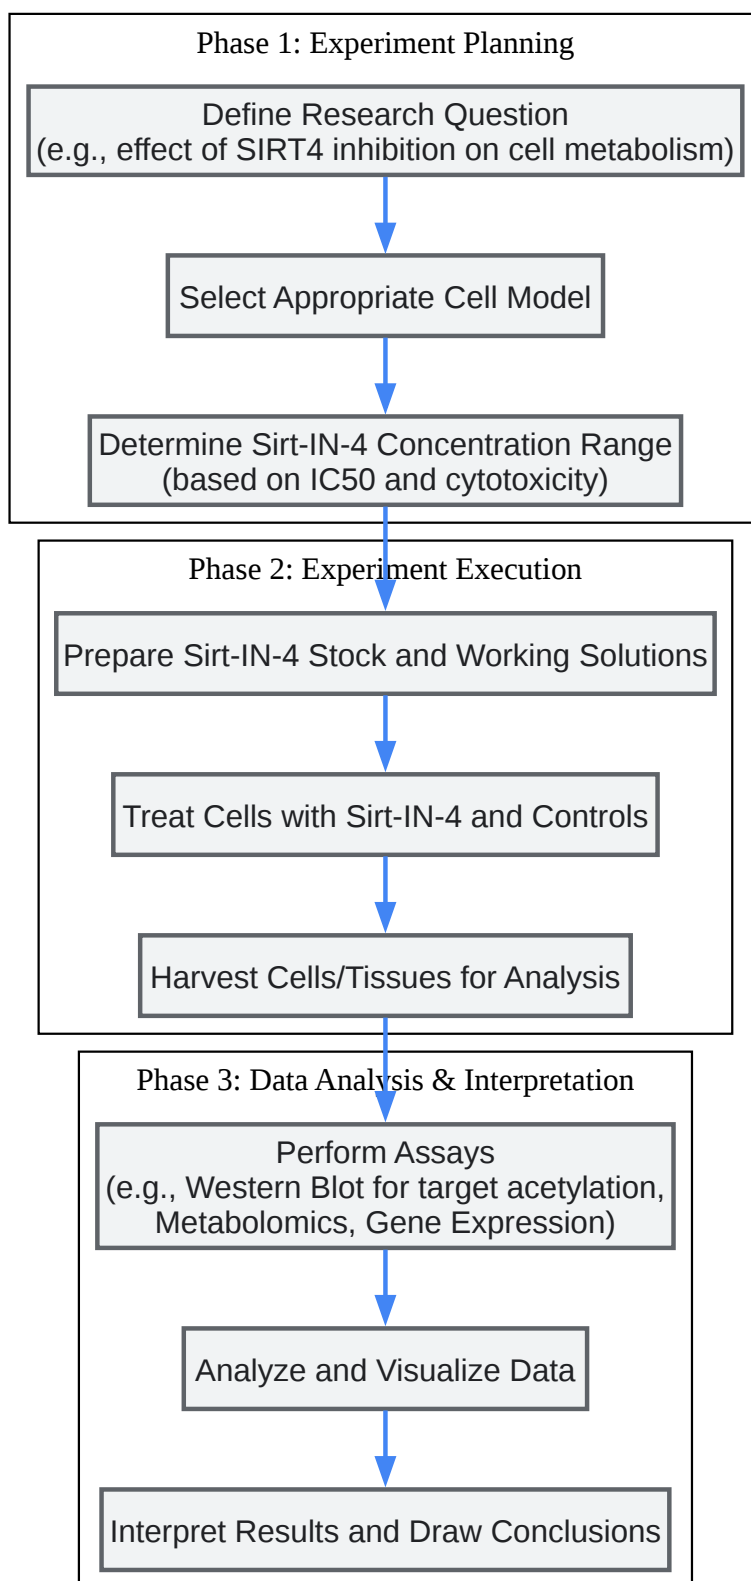 Phase 1: Experiment Planning
Define Research Question
(e.g., effect of SIRT4 inhibition on cell metabolism)
Select Appropriate Cell Model
Determine Sirt-IN-4 Concentration Range
(based on IC50 and cytotoxicity)
Phase 2: Experiment Execution
Prepare Sirt-IN-4 Stock and Working Solutions
Treat Cells with Sirt-IN-4 and Controls
Harvest Cells/Tissues for Analysis
Phase 3: Data Analysis & Interpretation
Perform Assays
(e.g., Western Blot for target acetylation,
Metabolomics, Gene Expression)
Analyze and Visualize Data
Interpret Results and Draw Conclusions